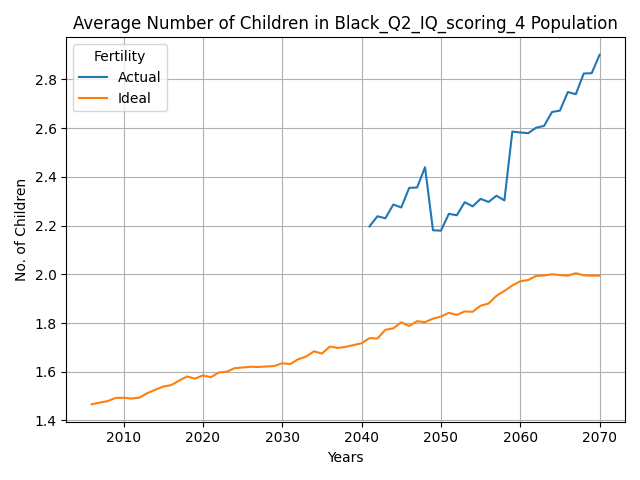 Average Number of Children in Black_Q2_IQ_scoring_4 Population
Fertility
Actual
Ideal
No. of Children
2.8
2.6
2.4
2.2
2.0
1.8
1.6
1.4
2010 2020 2030 2040 2050 2060 2070
Years